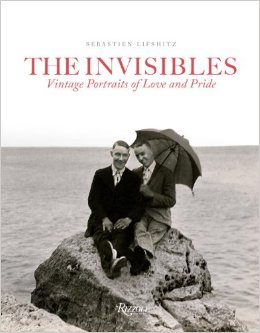 SEBASTIEN LIFSHITZ
THE INVISIBLES
Vintage Portraits of Love and Pride
RIZZOLI